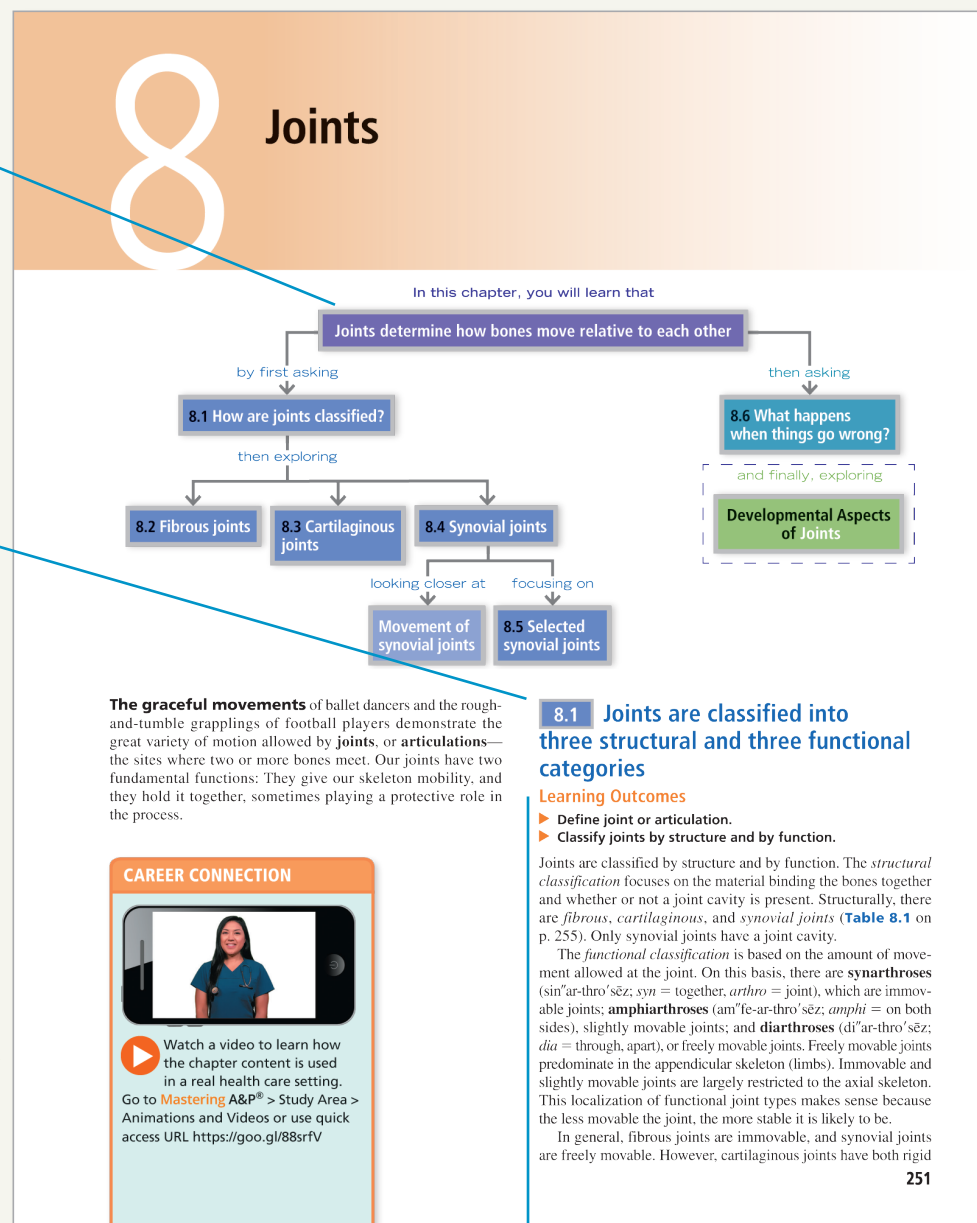 8
Joints
In this chapter, you will learn that
Joints determine how bones move relative to each other
by first asking
then asking
8.1 How are joints classified?
8.6 What happens
when things go wrong?
then exploring
and finally, exploring
8.2 Fibrous joints
8.3 Cartilaginous
joints
8.4 Synovial joints
Developmental Aspects
of Joints
looking closer at
focusing on
Movement of
synovial joints
8.5 Selected
synovial joints
The graceful movements of ballet dancers and the rough-
and-tumble grapplings of football players demonstrate the
great variety of motion allowed by joints, or articulations—
the sites where two or more bones meet. Our joints have two
fundamental functions: They give our skeleton mobility, and
they hold it together, sometimes playing a protective role in
the process.
CAREER CONNECTION
Watch a video to learn how
the chapter content is used
in a real health care setting.
Go to Mastering A&P® > Study Area >
Animations and Videos or use quick
access URL https://goo.gl/88srfV
8.1 Joints are classified into
three structural and three functional
categories
Learning Outcomes
▶ Define joint or articulation.
▶ Classify joints by structure and by function.
Joints are classified by structure and by function. The structural
classification focuses on the material binding the bones together
and whether or not a joint cavity is present. Structurally, there
are fibrous, cartilaginous, and synovial joints (Table 8.1 on
p. 255). Only synovial joints have a joint cavity.
The functional classification is based on the amount of move-
ment allowed at the joint. On this basis, there are synarthroses
(sin″ar-thro′sēz; syn = together, arthro = joint), which are immov-
able joints; amphiarthroses (am″fe-ar-thro′sēz; amphi = on both
sides), slightly movable joints; and diarthroses (di″ar-thro′sēz;
dia = through, apart), or freely movable joints. Freely movable joints
predominate in the appendicular skeleton (limbs). Immovable and
slightly movable joints are largely restricted to the axial skeleton.
This localization of functional joint types makes sense because
the less movable the joint, the more stable it is likely to be.
In general, fibrous joints are immovable, and synovial joints
are freely movable. However, cartilaginous joints have both rigid
251